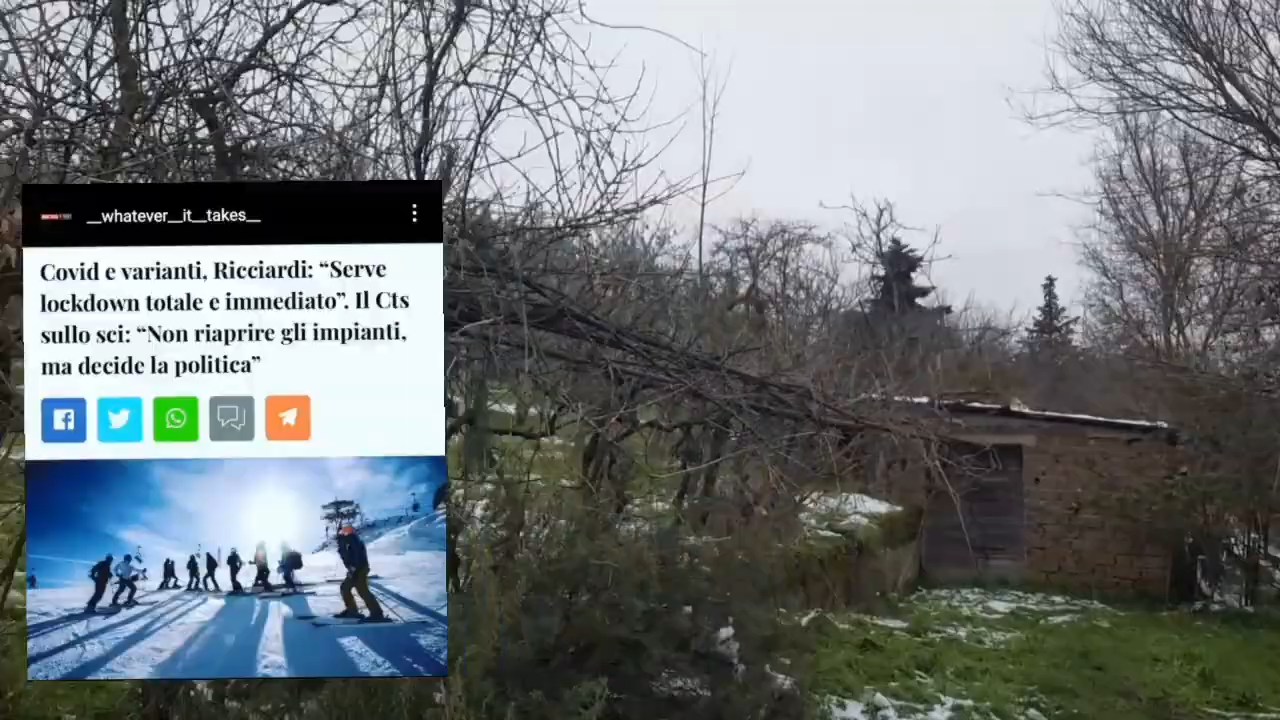 __whatever__it__takes__
Covid e varianti, Ricciardi: “Serve
lockdown totale e immediato”. Il Cts
sullo sci: “Non riaprire gli impianti,
ma decide la politica”